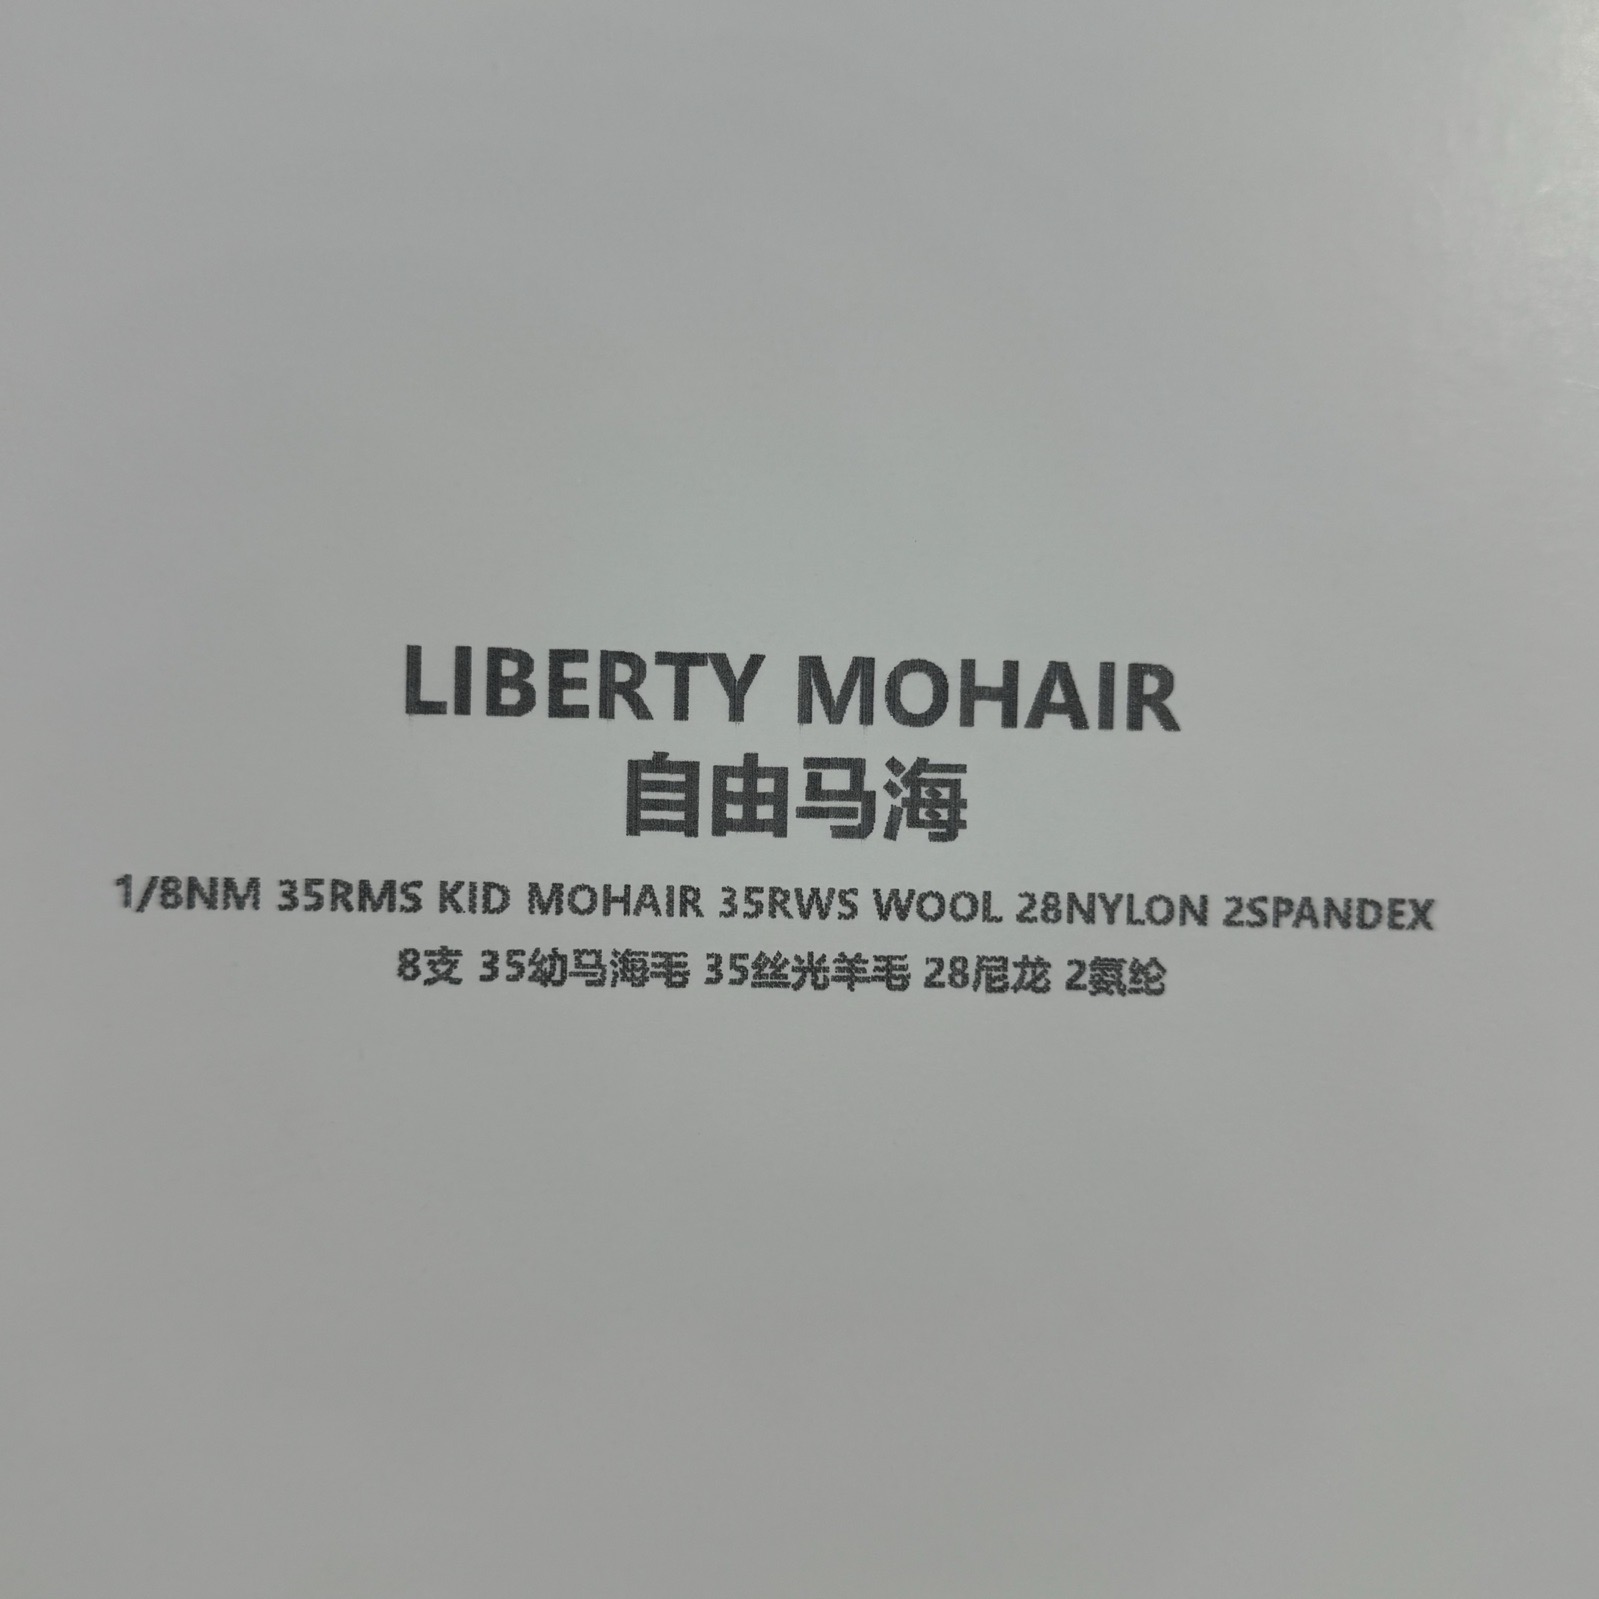 LIBERTY MOHAIR
自由马海
1/8NM 35RMS KID MOHAIR 35RWS WOOL 28NYLON 2SPANDEX
8支 35幼马海毛 35丝光羊毛 28尼龙 2氨纶